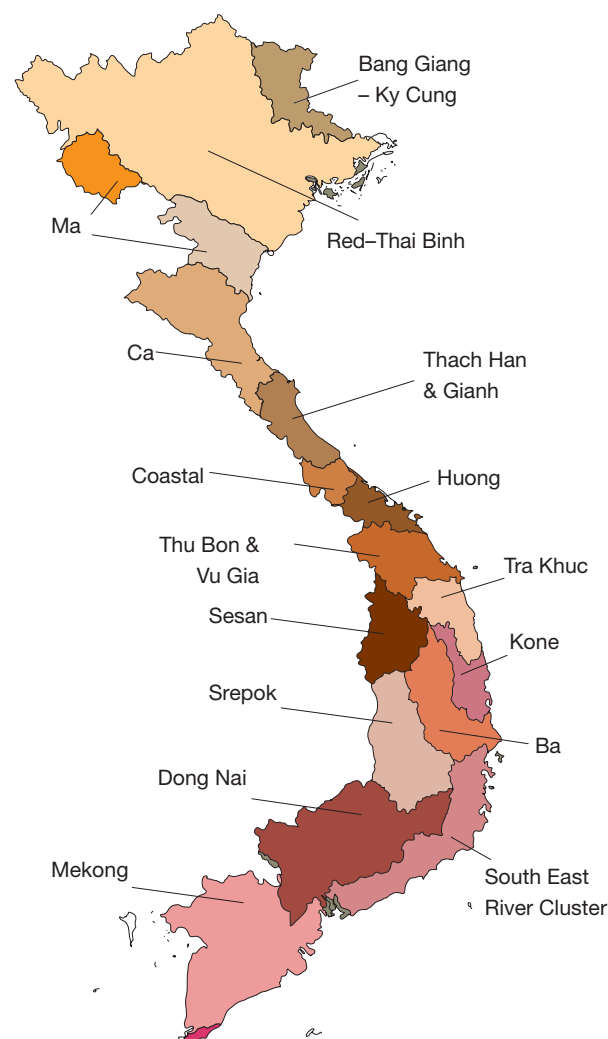 Bang Giang
– Ky Cung
Ma
Red–Thai Binh
Ca
Thach Han
& Gianh
Coastal
Huong
Thu Bon &
Vu Gia
Tra Khuc
Sesan
Kone
Srepok
Ba
Dong Nai
Mekong
South East
River Cluster